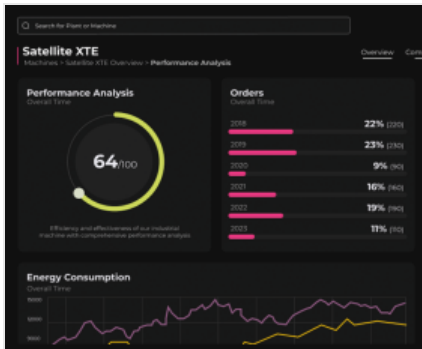 Search for Plant or Machine
Satellite XTE
Machines > Satellite XTE Overview > Performance Analysis
Overview
Com
Performance Analysis
Overall Time
64/100
Efficiency and effectiveness of our industrial
machine with comprehensive performance analysis
Orders
Overall Time
2018 22% (220)
2019 23% (230)
2020 9% (90)
2021 16% (160)
2022 19% (190)
2023 11% (110)
Energy Consumption
Overall Time